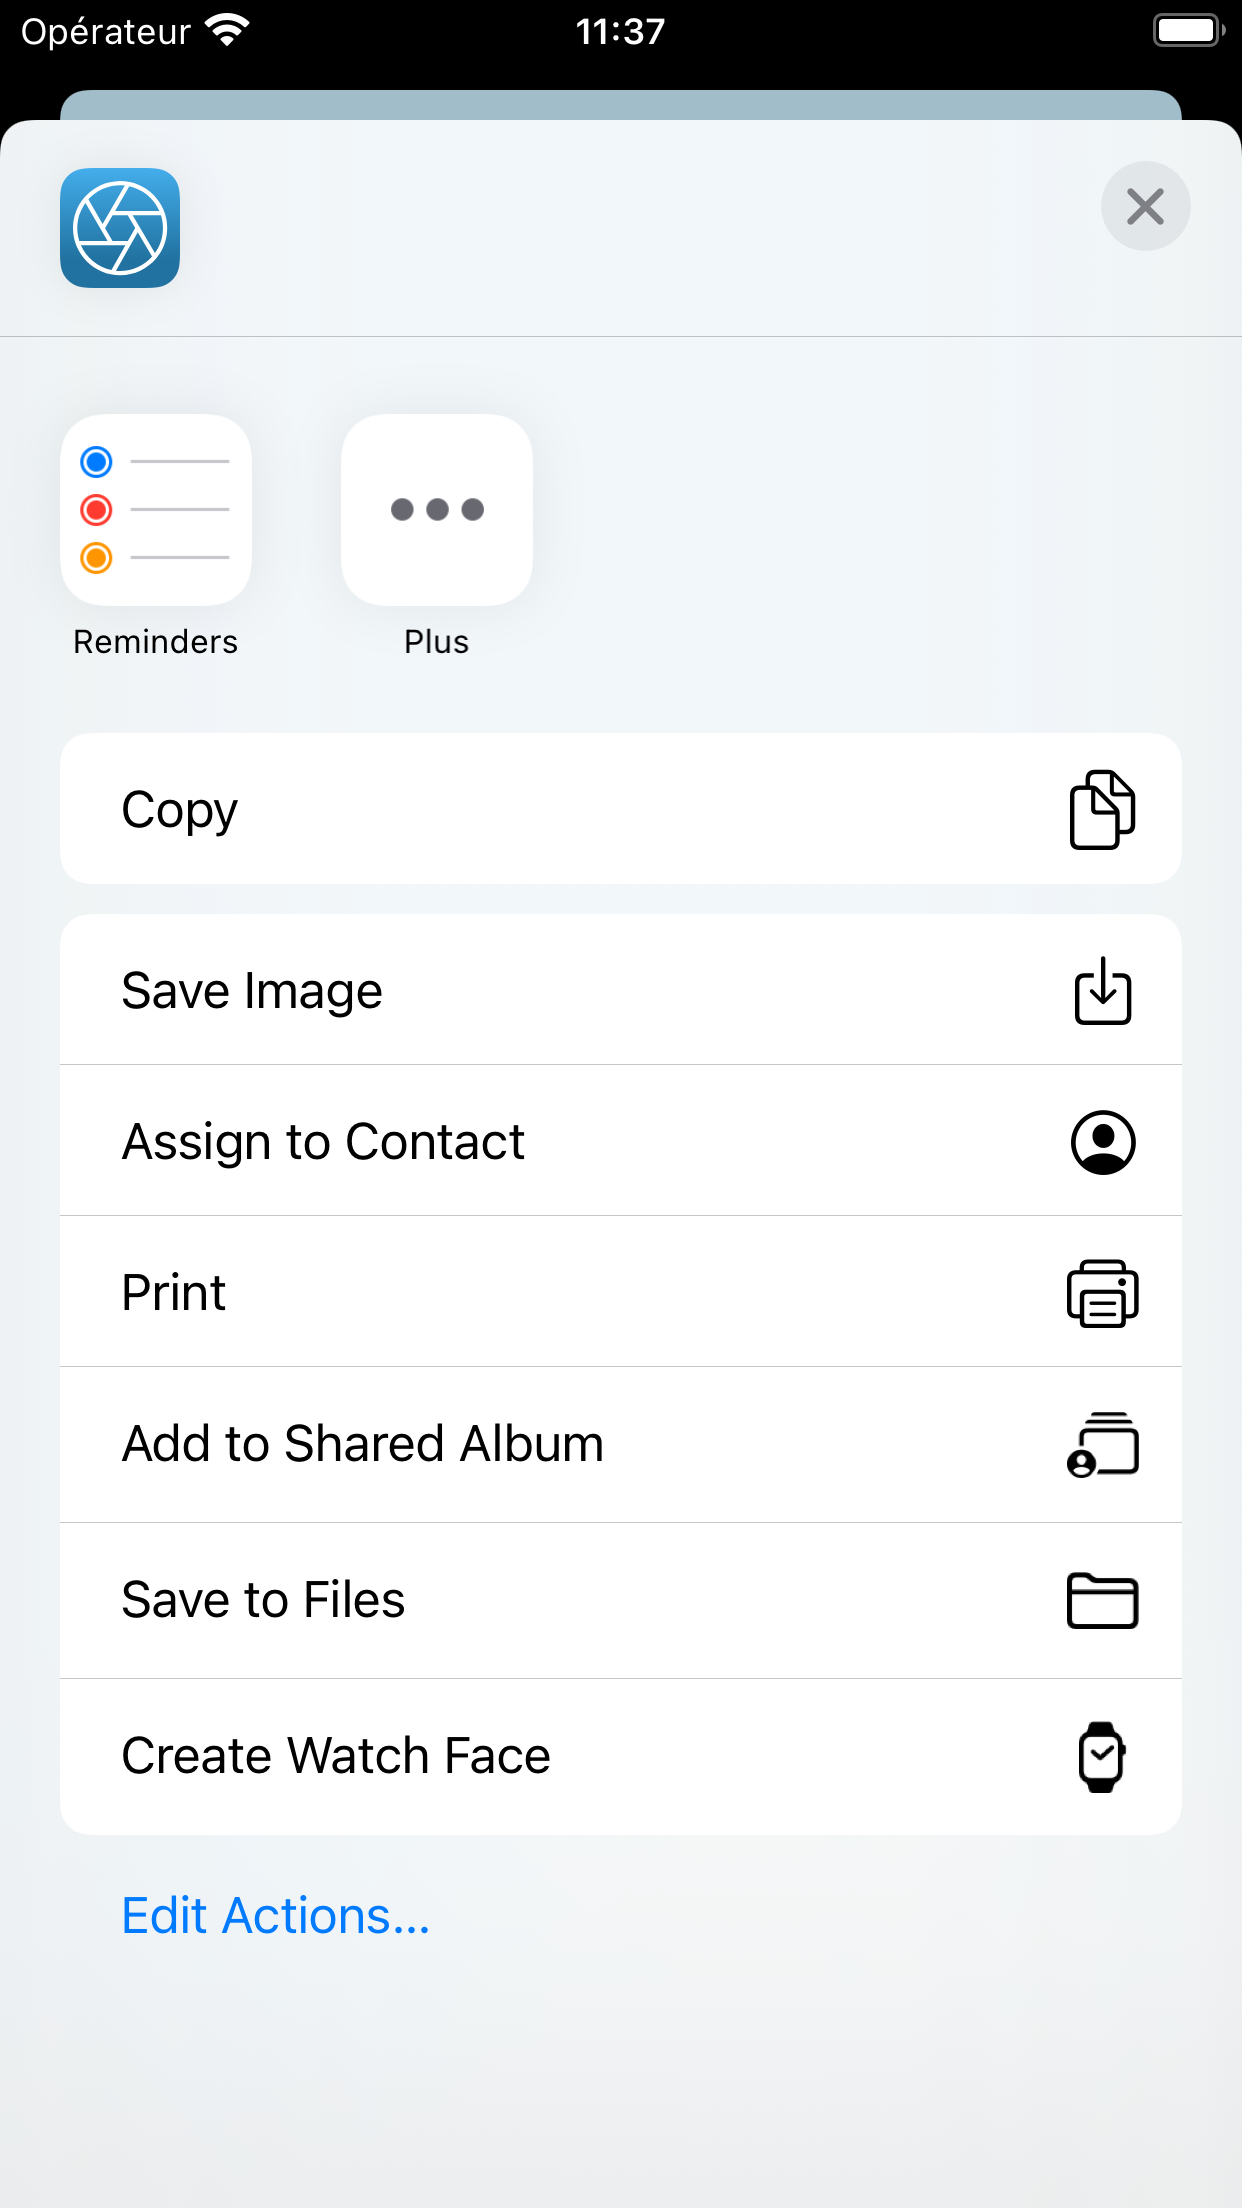 Opérateur 11:37
Reminders Plus
Copy
Save Image
Assign to Contact
Print
Add to Shared Album
Save to Files
Create Watch Face
Edit Actions...